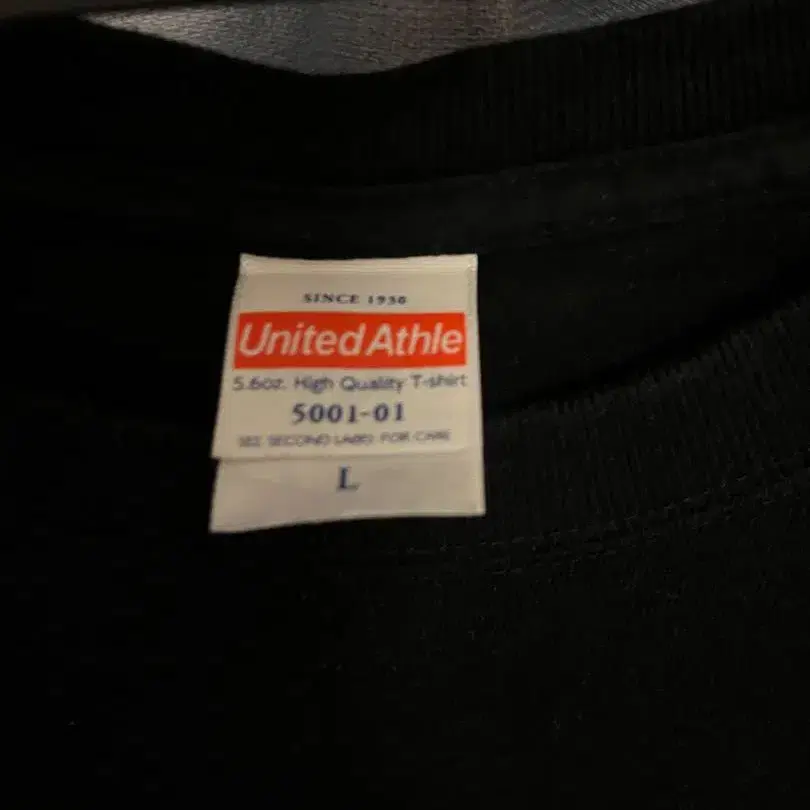 SINCE 1930
United Athle
5.6oz. High Quality T-shirt
5001-01
SEE SECOND LABEL FOR CARE
L